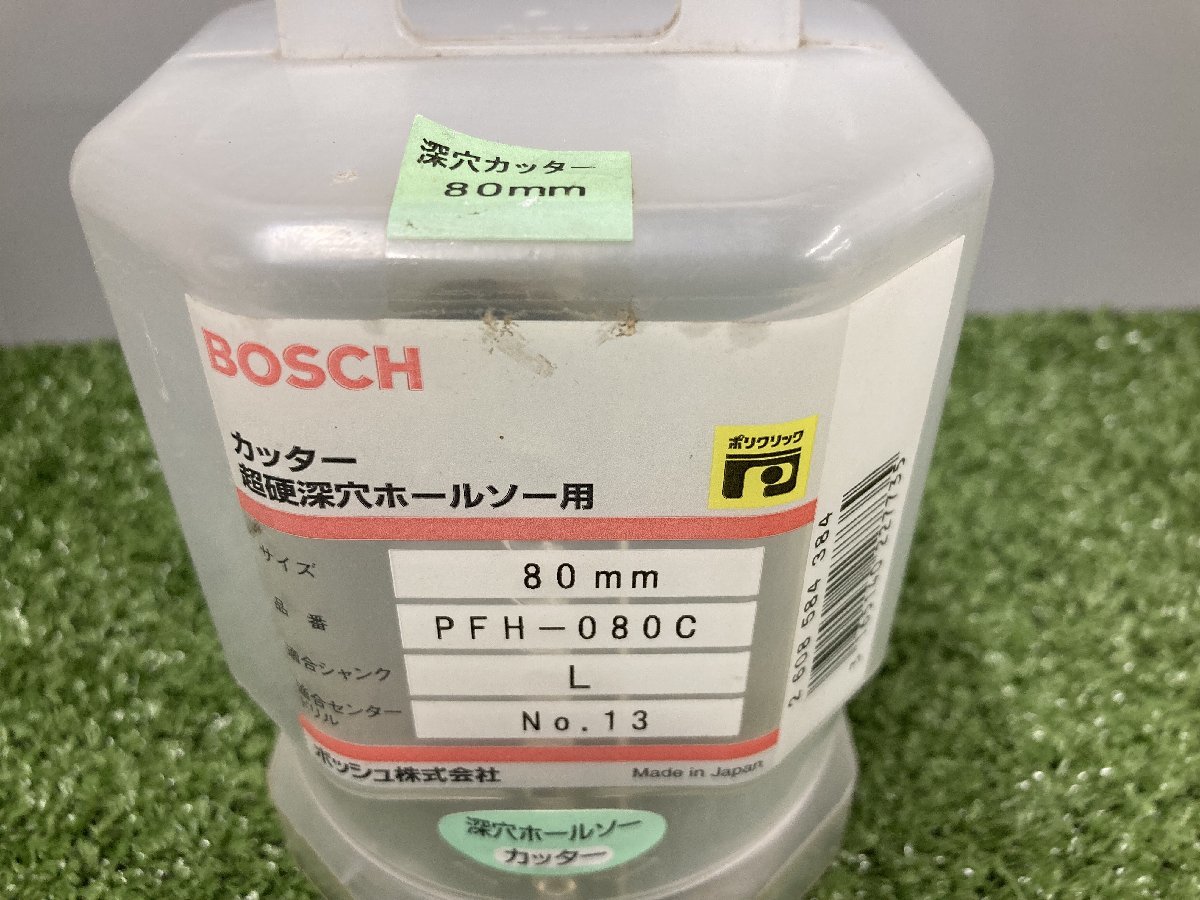 深穴カッター
80mm
BOSCH
カッター
超硬深穴ホールソー用
ポリクリック
サイズ 80mm
品番 PFH-080C
適合シャンク L
適合センター
ドリル No.13
ボッシュ株式会社 Made in Japan
2 608 584 384
深穴ホールソー
カッター